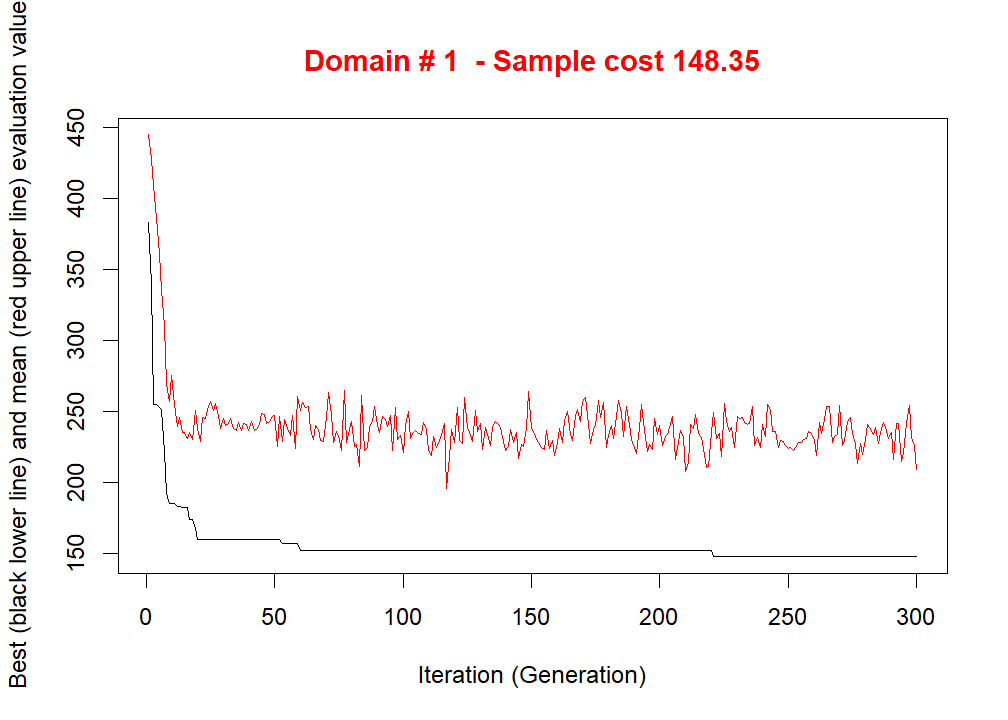 Domain # 1  - Sample cost 148.35
Best (black lower line) and mean (red upper line) evaluation value
450
400
350
300
250
200
150
0 50 100 150 200 250 300
Iteration (Generation)